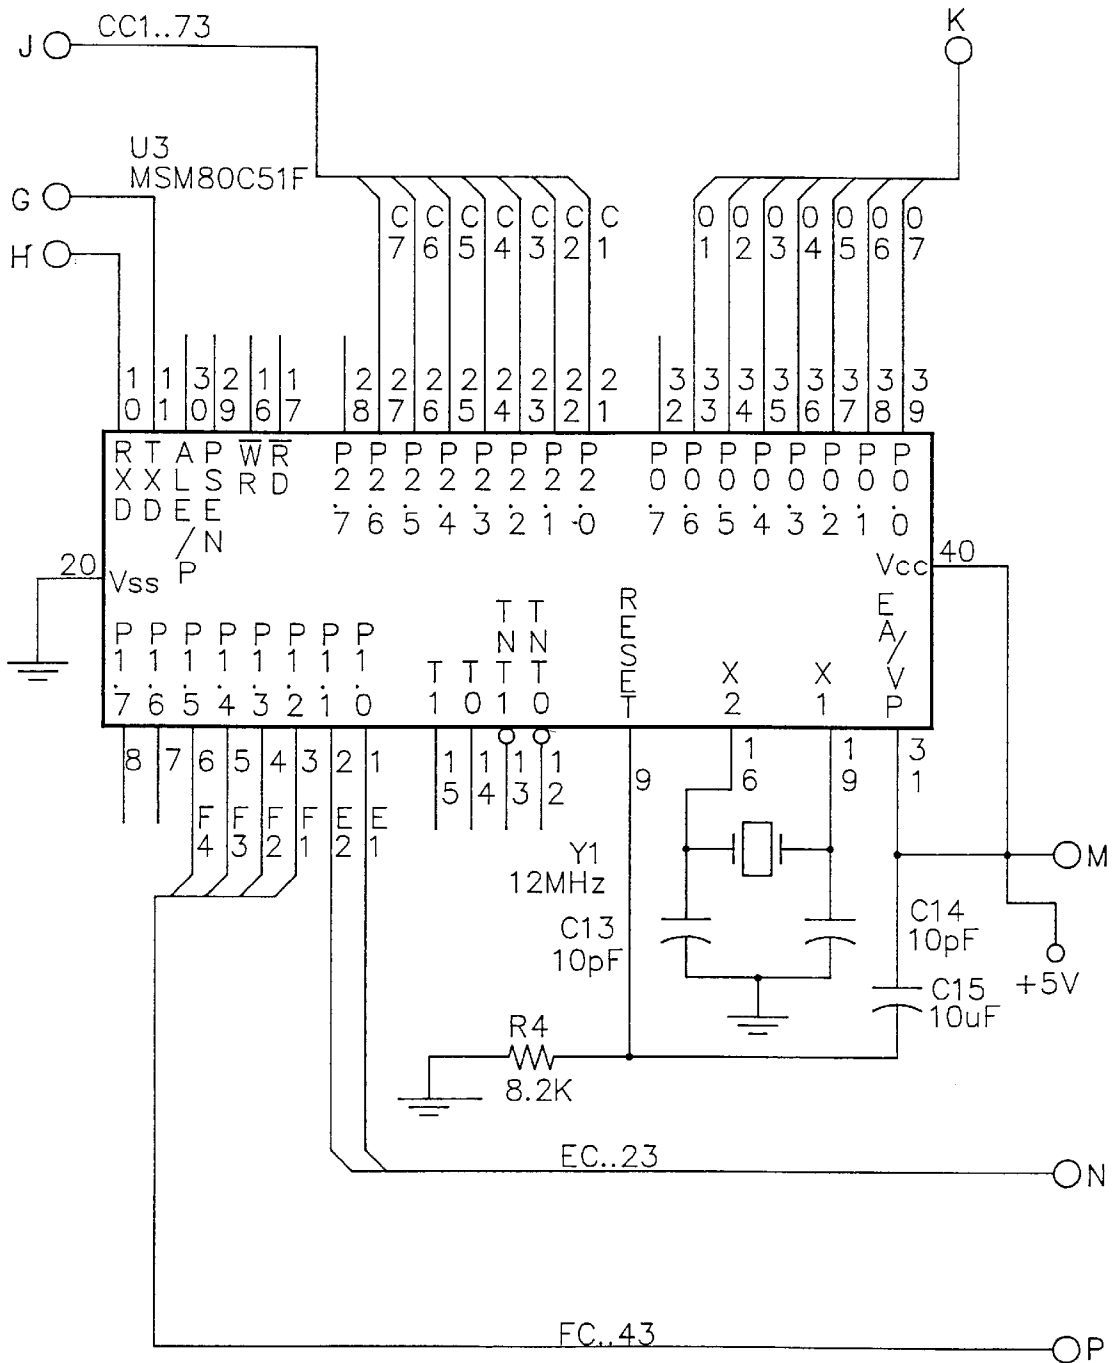 J
CC1..73
K
U3
MSM80C51F
G
H
C7
C6
C5
C4
C3
C2
C1
01
02
03
04
05
06
07
10
11
30
29
16
17
28
27
26
25
24
23
22
21
32
33
34
35
36
37
38
39
RXD
TXD
ALE/P
PSEN
WR
RD
P2.7
P2.6
P2.5
P2.4
P2.3
P2.2
P2.1
P2.0
P0.7
P0.6
P0.5
P0.4
P0.3
P0.2
P0.1
P0.0
20
Vss
Vcc
40
P1.7
P1.6
P1.5
P1.4
P1.3
P1.2
P1.1
P1.0
T1
T0
TNT1
TNT0
RESET
X2
X1
EA/VP
8
7
6
5
4
3
2
1
15
14
13
12
9
16
19
31
F4
F3
F2
F1
E2
E1
Y1
12MHz
M
C13
10pF
C14
10pF
+5V
C15
10uF
R4
8.2K
EC..23
N
FC..43
P